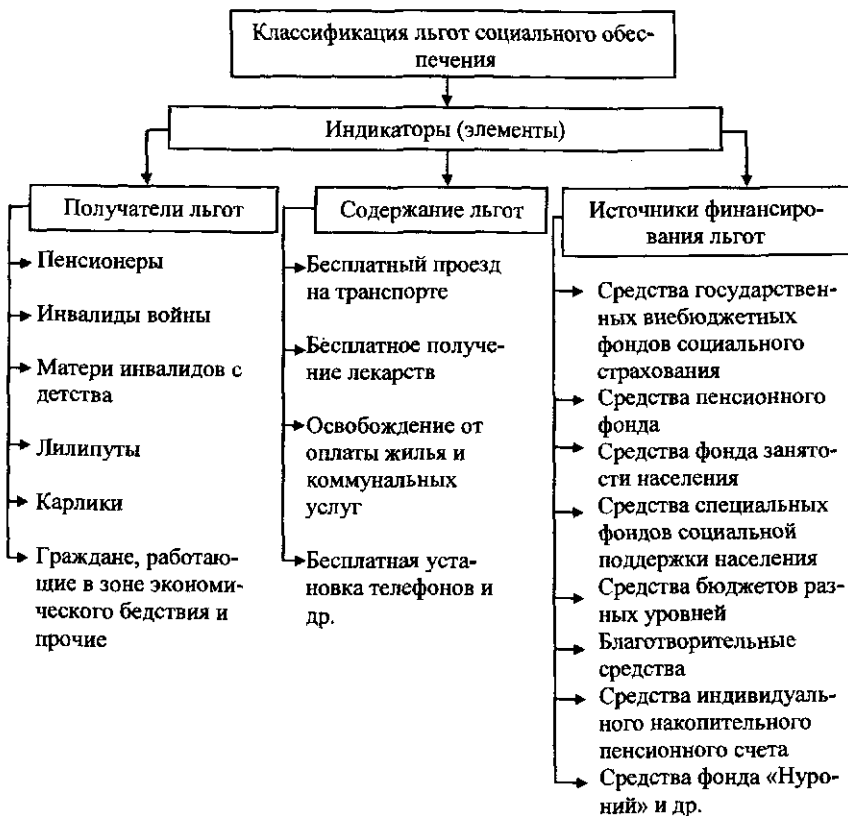 Классификация льгот социального обес-
печения
Индикаторы (элементы)
Получатели льгот
Пенсионеры
Инвалиды войны
Матери инвалидов с
детства
Лилипуты
Карлики
Граждане, работаю-
щие в зоне экономи-
ческого бедствия и
прочие
Содержание льгот
Бесплатный проезд
на транспорте
Бесплатное получе-
ние лекарств
Освобождение от
оплаты жилья и
коммунальных
услуг
Бесплатная уста-
новка телефонов и
др.
Источники финансиро-
вания льгот
Средства государствен-
ных внебюджетных
фондов социального
страхования
Средства пенсионного
фонда
Средства фонда занято-
сти населения
Средства специальных
фондов социальной
поддержки населения
Средства бюджетов раз-
ных уровней
Благотворительные
средства
Средства индивидуаль-
ного накопительного
пенсионного счета
Средства фонда «Нуро-
ний» и др.